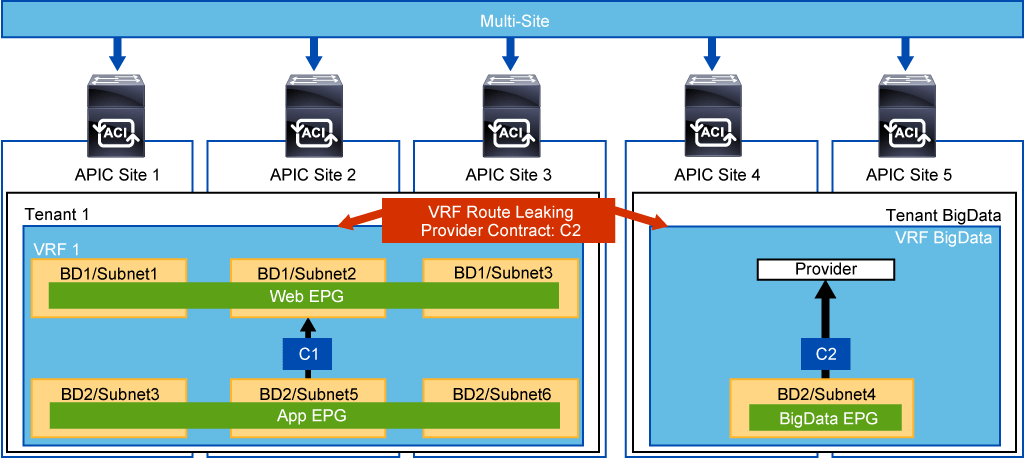 Multi-Site
ACI
ACI
ACI
ACI
ACI
APIC Site 1
APIC Site 2
APIC Site 3
APIC Site 4
APIC Site 5
Tenant 1
VRF Route Leaking
Provider Contract: C2
Tenant BigData
VRF 1
VRF BigData
BD1/Subnet1
BD1/Subnet2
BD1/Subnet3
Web EPG
Provider
C1
C2
BD2/Subnet3
BD2/Subnet5
BD2/Subnet6
App EPG
BD2/Subnet4
BigData EPG